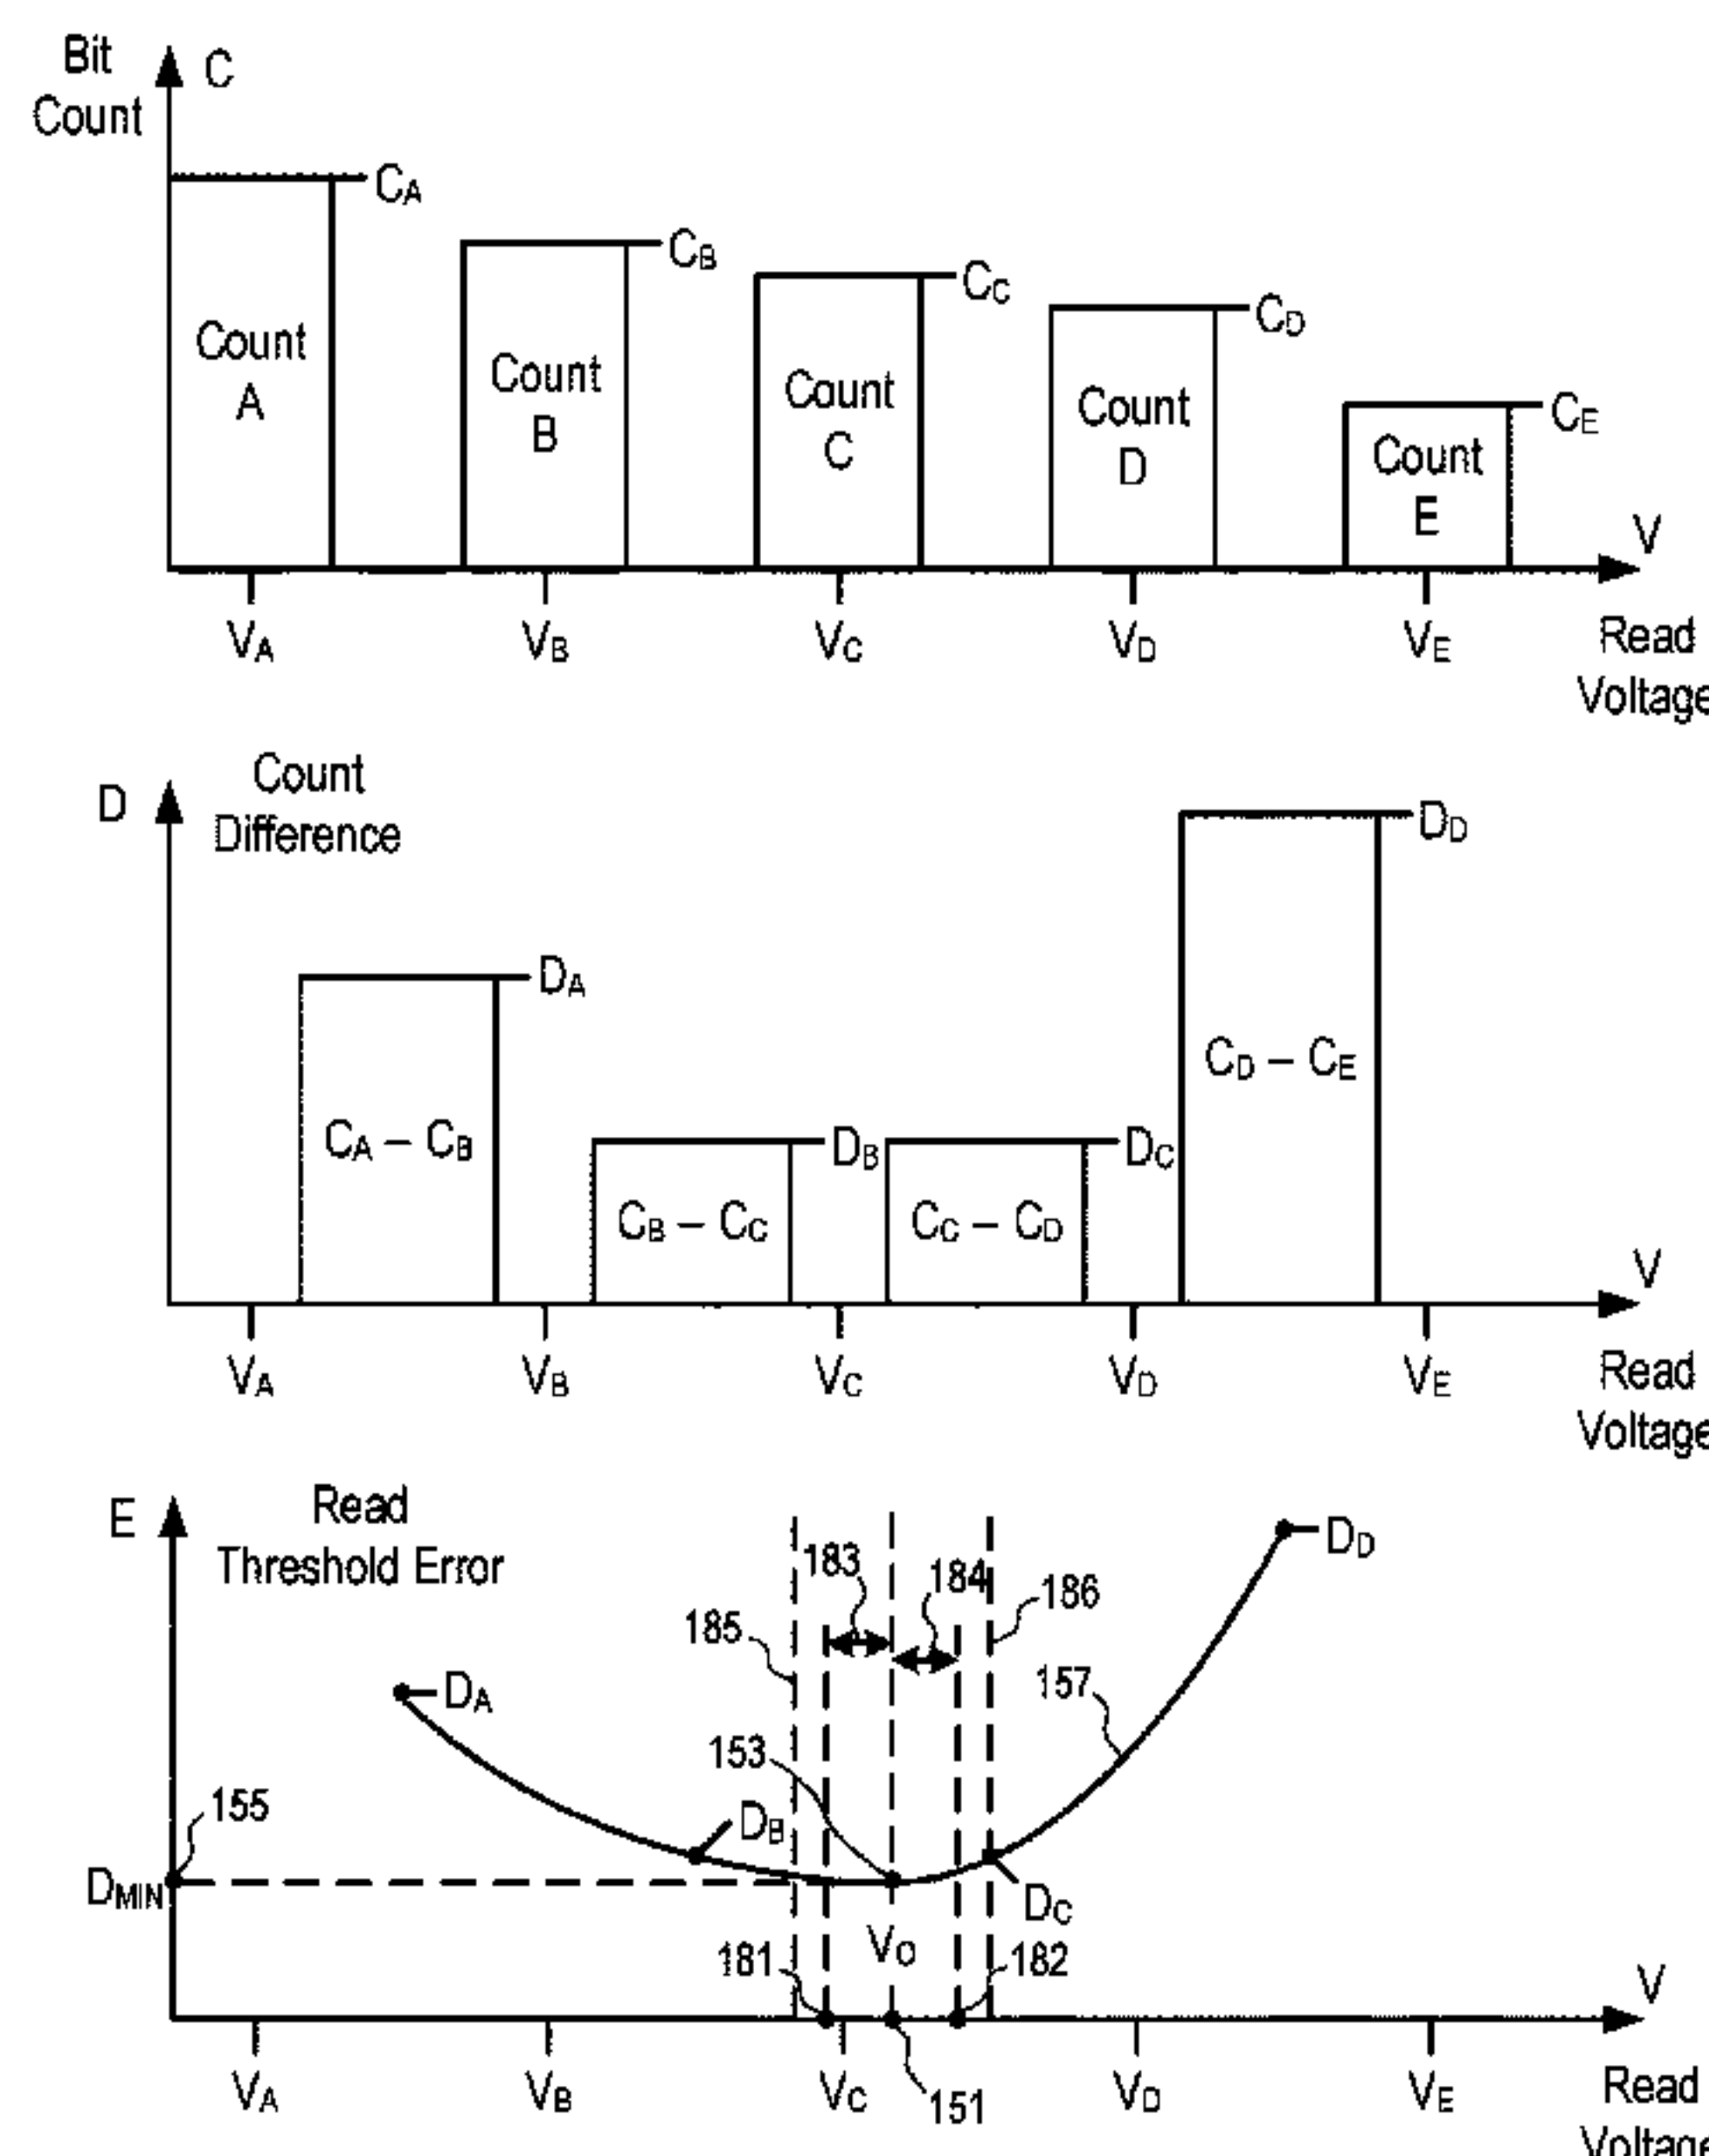 Bit
Count
C
CA
CB
CC
CD
CE
Count
A
Count
B
Count
C
Count
D
Count
E
V
VA
VB
VC
VD
VE
Read
Voltage
D
Count
Difference
DD
DA
CD – CE
CA – CB
DB
DC
CB – CC
CC – CD
V
VA
VB
VC
VD
VE
Read
Voltage
E
Read
Threshold Error
DD
183
184
186
185
DA
157
153
155
DB
DMIN
DC
VO
181
182
V
VA
VB
VC
151
VD
VE
Read
Voltage